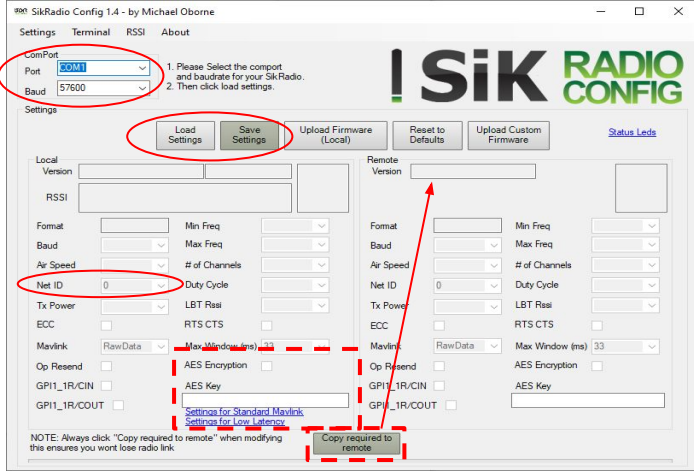 SikRadio Config 1.4 - by Michael Oborne
Settings Terminal RSSI About
ComPort
Port COM1
Baud 57600
1. Please Select the comport
and baudrate for your SikRadio.
2. Then click load settings.
SiK RADIO
CONFIG
Settings
Load
Settings
Save
Settings
Upload Firmware
(Local)
Reset to
Defaults
Upload Custom
Firmware
Status Leds
Local
Version
RSSI
Format Min Freq
Baud Max Freq
Air Speed # of Channels
Net ID 0 Duty Cycle
Tx Power LBT Rssi
ECC RTS CTS
Mavlink RawData Max Window (ms) 33
Op Resend AES Encryption
GPI1_1R/CIN AES Key
GPI1_1R/COUT
Settings for Standard Mavlink
Settings for Low Latency
Remote
Version
Format Min Freq
Baud Max Freq
Air Speed # of Channels
Net ID 0 Duty Cycle
Tx Power LBT Rssi
ECC RTS CTS
Mavlink RawData Max Window (ms) 33
Op Resend AES Encryption
GPI1_1R/CIN AES Key
GPI1_1R/COUT
NOTE: Always click "Copy required to remote" when modifying
this ensures you wont lose radio link
Copy required to
remote